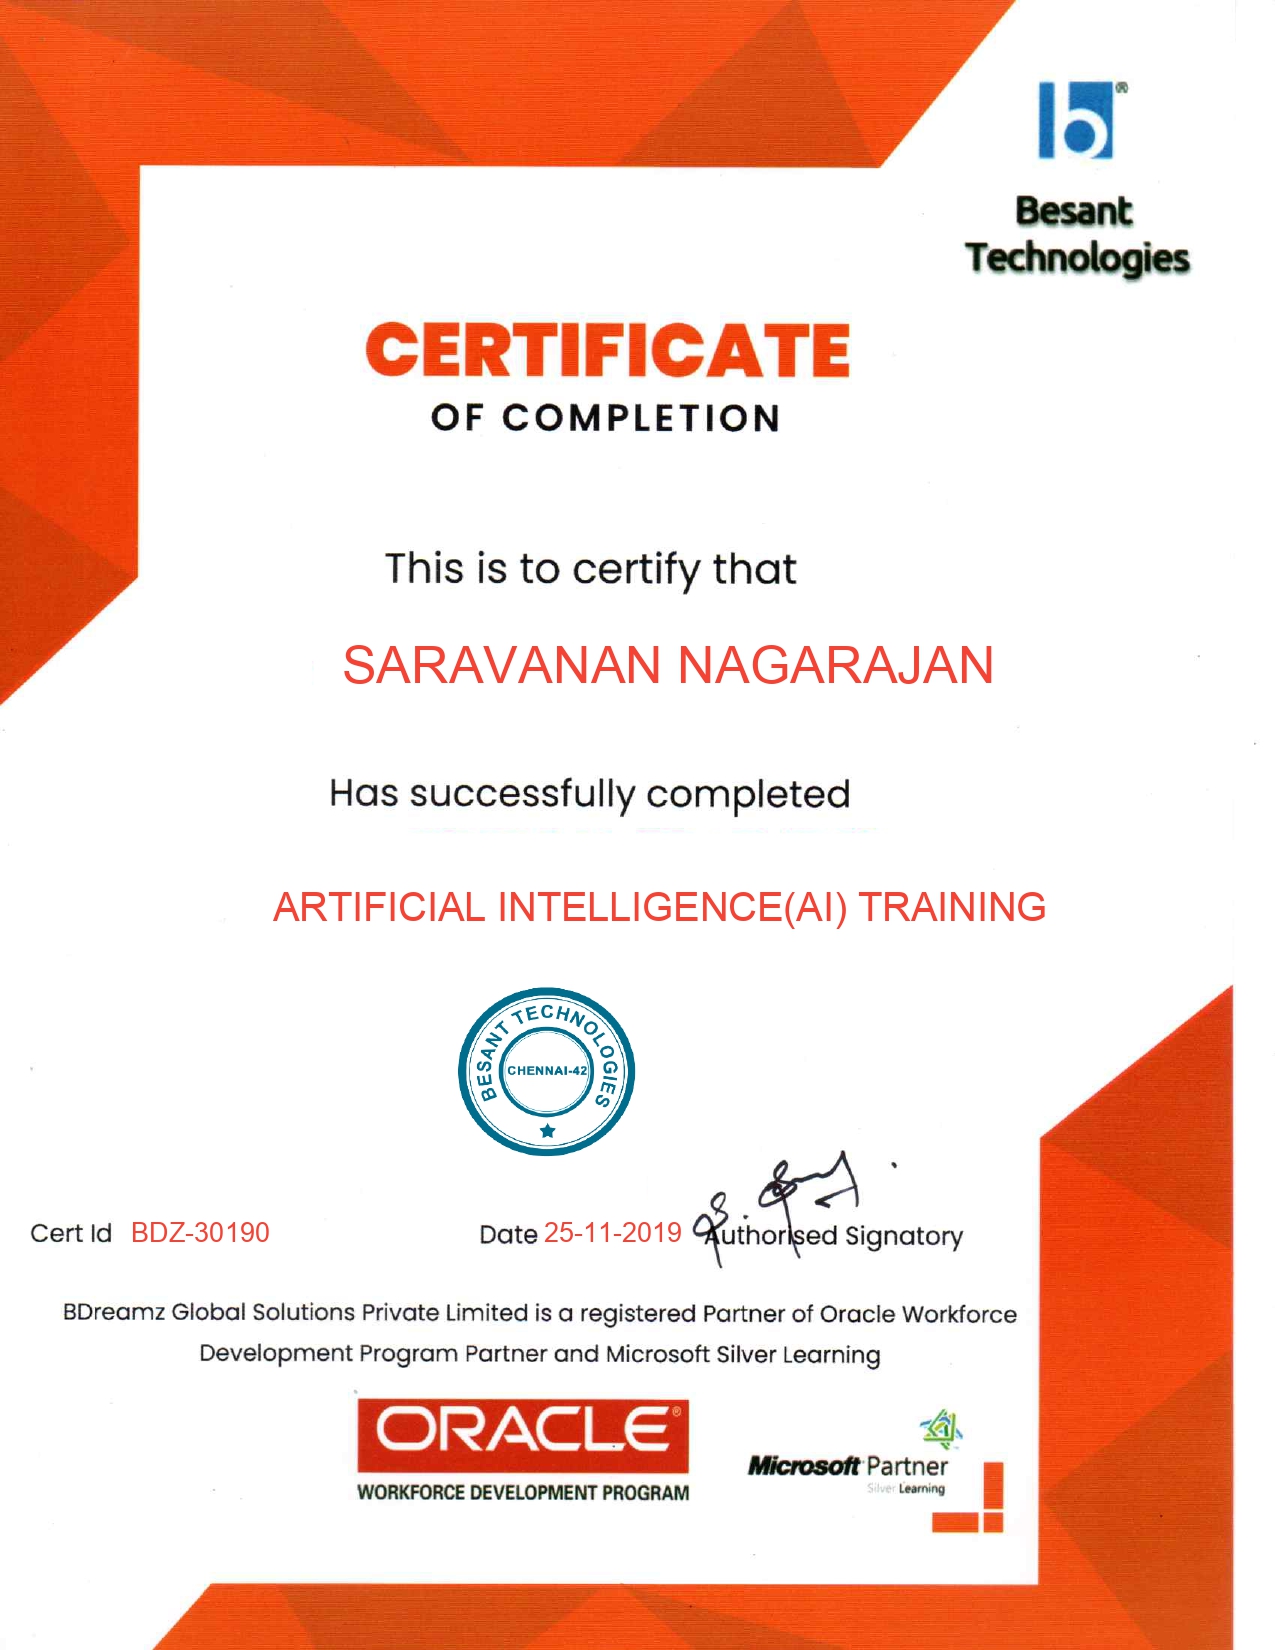 b®
Besant
Technologies
CERTIFICATE
OF COMPLETION
This is to certify that
SARAVANAN NAGARAJAN
Has successfully completed
ARTIFICIAL INTELLIGENCE(AI) TRAINING
BESANT TECHNOLOGIES
CHENNAI-42
Cert Id BDZ-30190
Date 25-11-2019
Authorised Signatory
BDreamz Global Solutions Private Limited is a registered Partner of Oracle Workforce
Development Program Partner and Microsoft Silver Learning
ORACLE®
WORKFORCE DEVELOPMENT PROGRAM
Microsoft Partner
Silver Learning